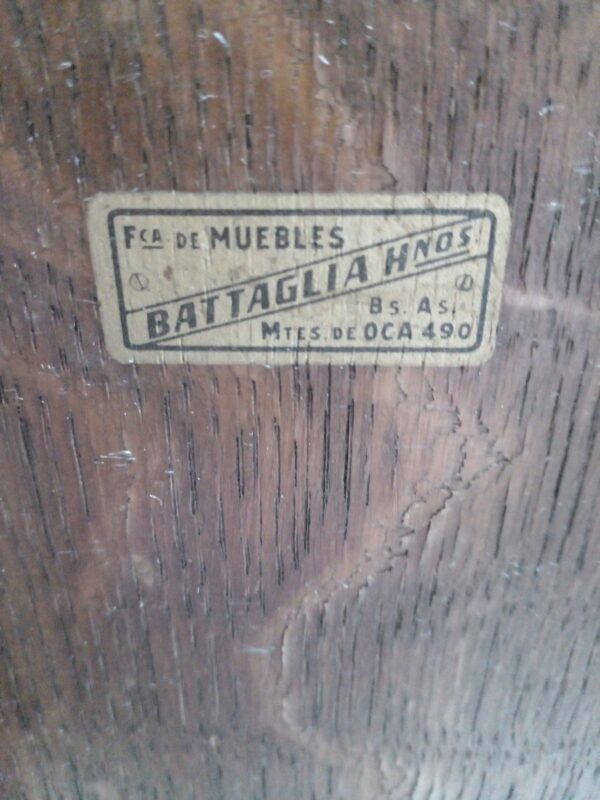 FCA DE MUEBLES
BATTAGLIA HNOS.
BS. AS.
MTES. DE OCA 490